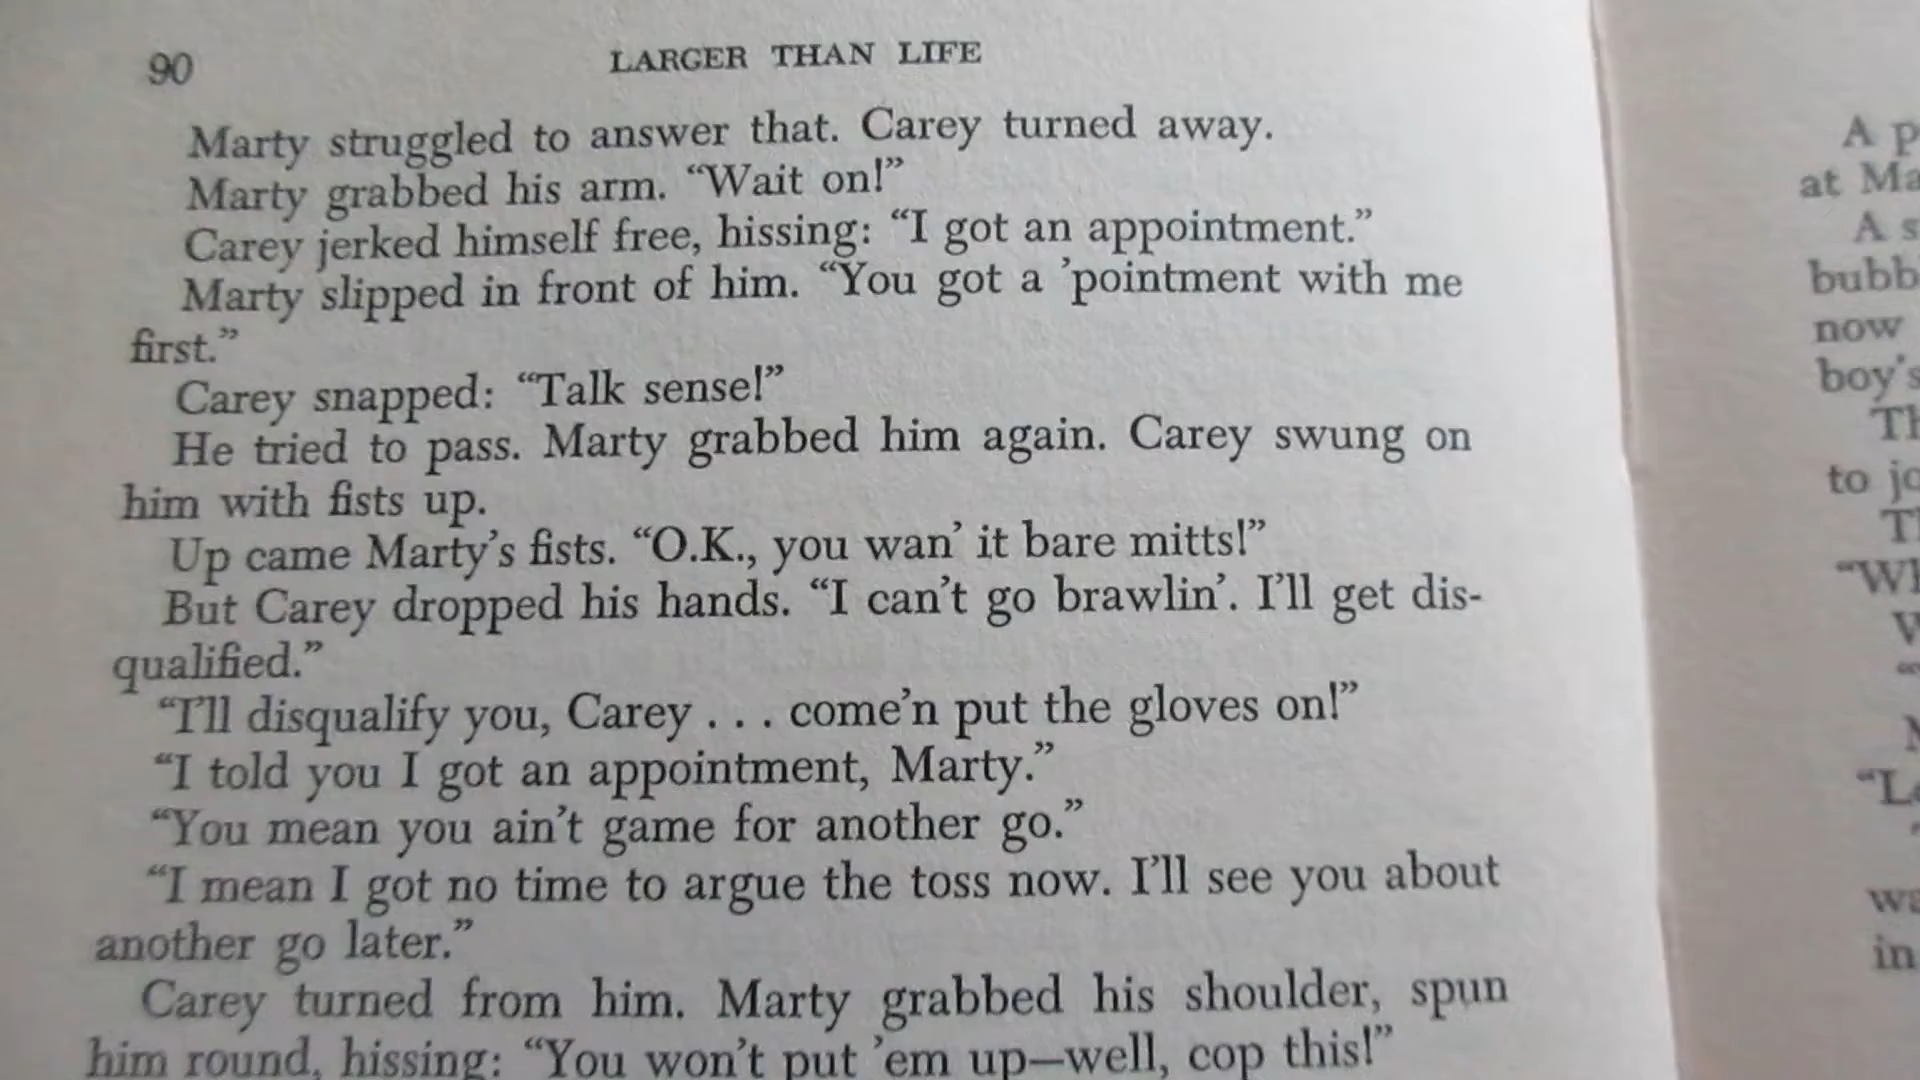 90 LARGER THAN LIFE
Marty struggled to answer that. Carey turned away.
Marty grabbed his arm. “Wait on!”
Carey jerked himself free, hissing: “I got an appointment.”
Marty slipped in front of him. “You got a ’pointment with me
first.”
Carey snapped: “Talk sense!”
He tried to pass. Marty grabbed him again. Carey swung on
him with fists up.
Up came Marty’s fists. “O.K., you wan’ it bare mitts!”
But Carey dropped his hands. “I can’t go brawlin’. I’ll get dis-
qualified.”
“I’ll disqualify you, Carey . . . come’n put the gloves on!”
“I told you I got an appointment, Marty.”
“You mean you ain’t game for another go.”
“I mean I got no time to argue the toss now. I’ll see you about
another go later.”
Carey turned from him. Marty grabbed his shoulder, spun
him round, hissing: “You won’t put ’em up—well, cop this!”
A
at
A
now
boy’s
to
in